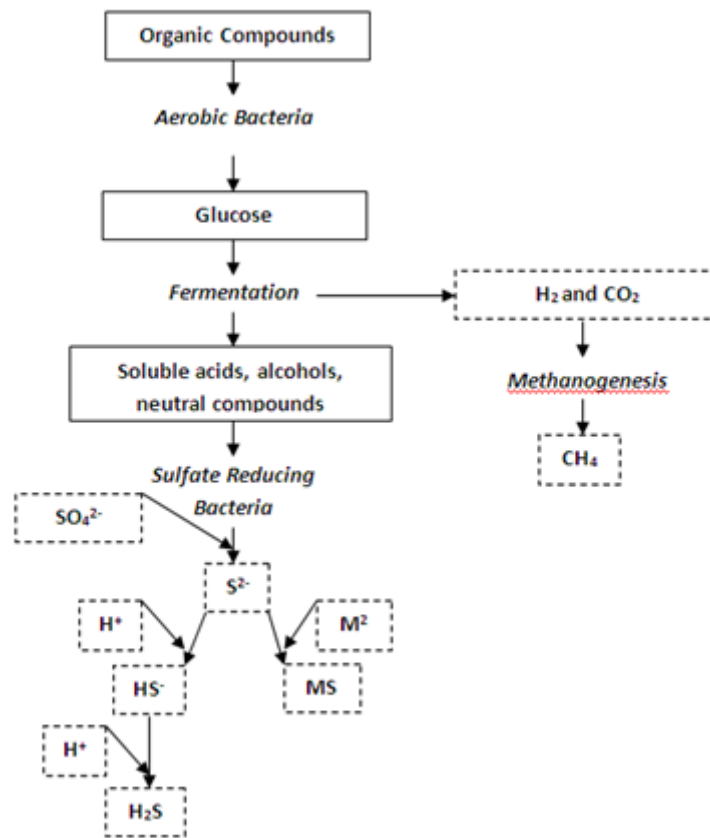 Organic Compounds
Aerobic Bacteria
Glucose
Fermentation
H₂ and CO₂
Soluble acids, alcohols,
neutral compounds
Methanogenesis
CH₄
Sulfate Reducing
Bacteria
SO₄²⁻
S²⁻
H⁺
M²
HS⁻
MS
H⁺
H₂S